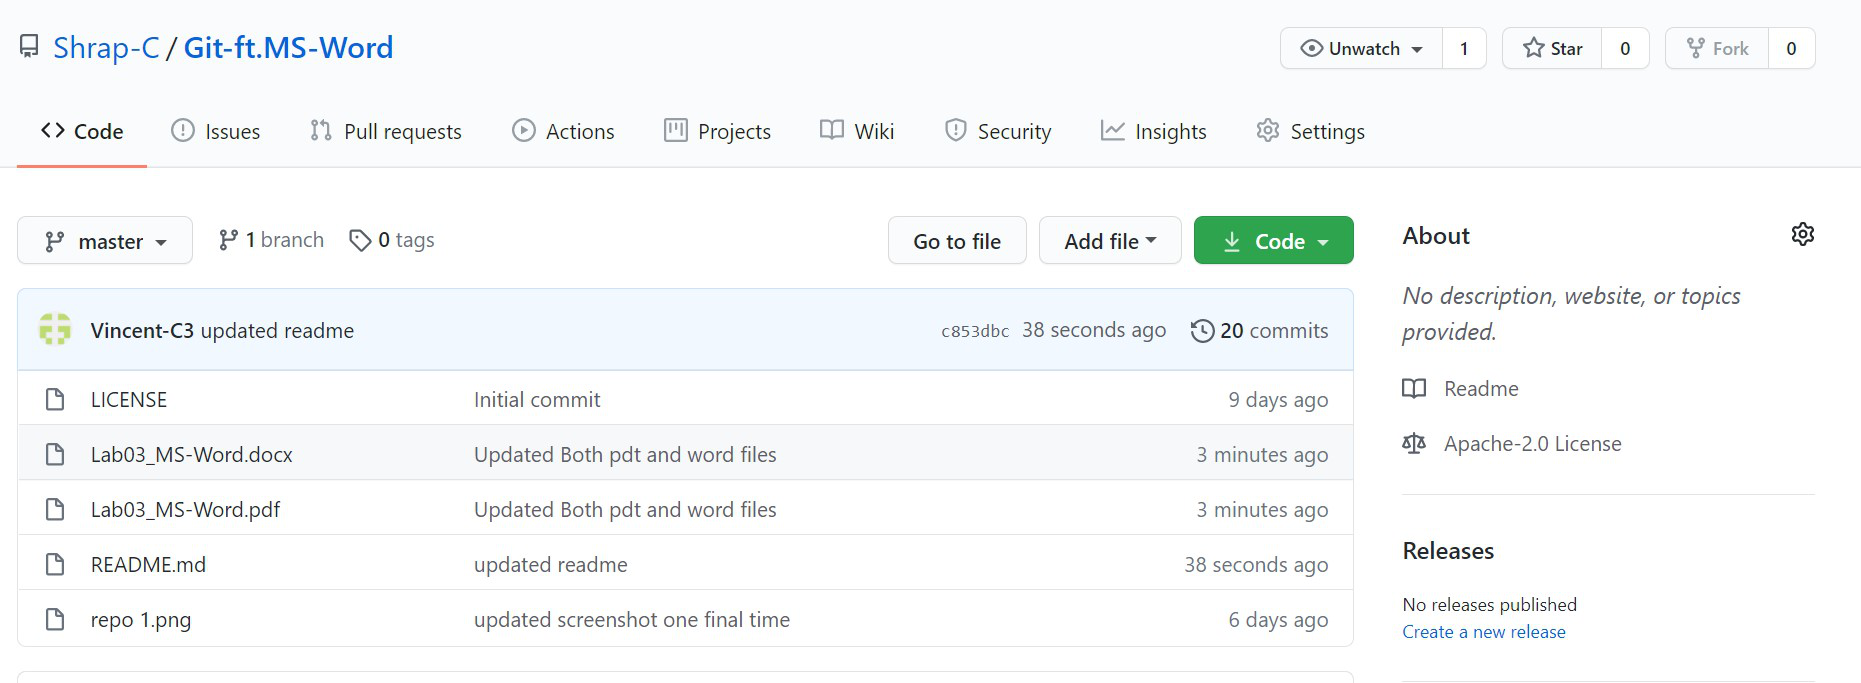 Shrap-C / Git-ft.MS-Word
Unwatch 1 Star 0 Fork 0
Code Issues Pull requests Actions Projects Wiki Security Insights Settings
master 1 branch 0 tags Go to file Add file Code
Vincent-C3 updated readme c853dbc 38 seconds ago 20 commits
LICENSE Initial commit 9 days ago
Lab03_MS-Word.docx Updated Both pdt and word files 3 minutes ago
Lab03_MS-Word.pdf Updated Both pdt and word files 3 minutes ago
README.md updated readme 38 seconds ago
repo 1.png updated screenshot one final time 6 days ago
About
No description, website, or topics
provided.
Readme
Apache-2.0 License
Releases
No releases published
Create a new release